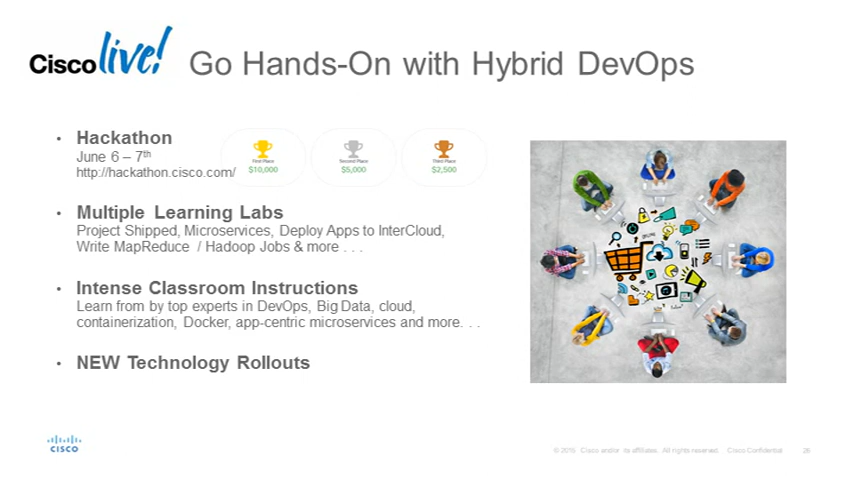 Cisco live!
Go Hands-On with Hybrid DevOps
• Hackathon
June 6 – 7th
http://hackathon.cisco.com/
First Place
$10,000
Second Place
$5,000
Third Place
$2,500
• Multiple Learning Labs
Project Shipped, Microservices, Deploy Apps to InterCloud,
Write MapReduce / Hadoop Jobs & more . . .
• Intense Classroom Instructions
Learn from by top experts in DevOps, Big Data, cloud,
containerization, Docker, app-centric microservices and more. . .
• NEW Technology Rollouts
CISCO
Cisco and/or its affiliates. All rights reserved. Cisco Confidential